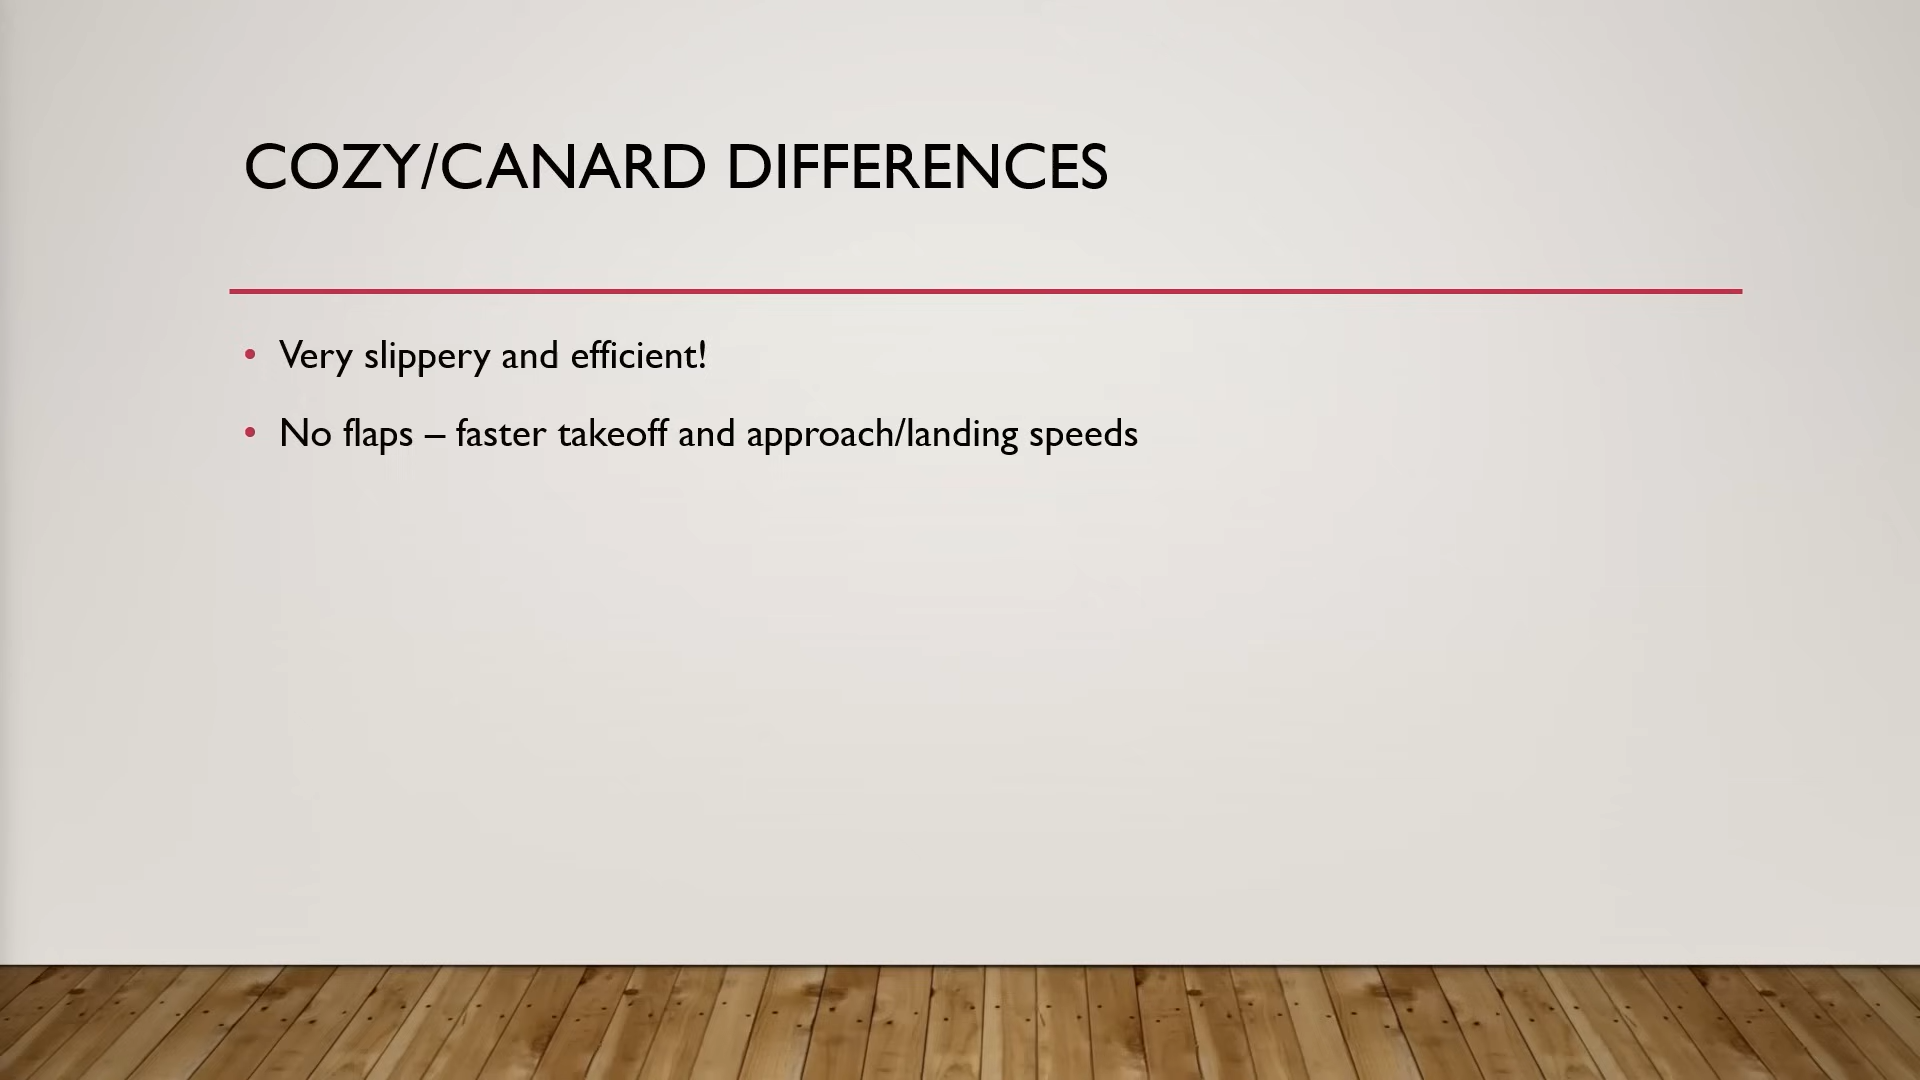 COZY/CANARD DIFFERENCES
• Very slippery and efficient!
• No flaps – faster takeoff and approach/landing speeds